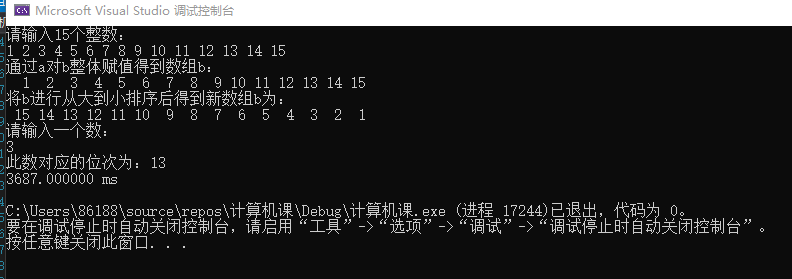 Microsoft Visual Studio 调试控制台
请输入15个整数：
1 2 3 4 5 6 7 8 9 10 11 12 13 14 15
通过a对b整体赋值得到数组b：
1 2 3 4 5 6 7 8 9 10 11 12 13 14 15
将b进行从大到小排序后得到新数组b为：
15 14 13 12 11 10 9 8 7 6 5 4 3 2 1
请输入一个数：
3
此数对应的位次为：13
3687.000000 ms
C:\Users\86188\source\repos\计算机课\Debug\计算机课.exe (进程 17244)已退出，代码为 0。
要在调试停止时自动关闭控制台，请启用“工具”->“选项”->“调试”->“调试停止时自动关闭控制台”。
按任意键关闭此窗口. . .